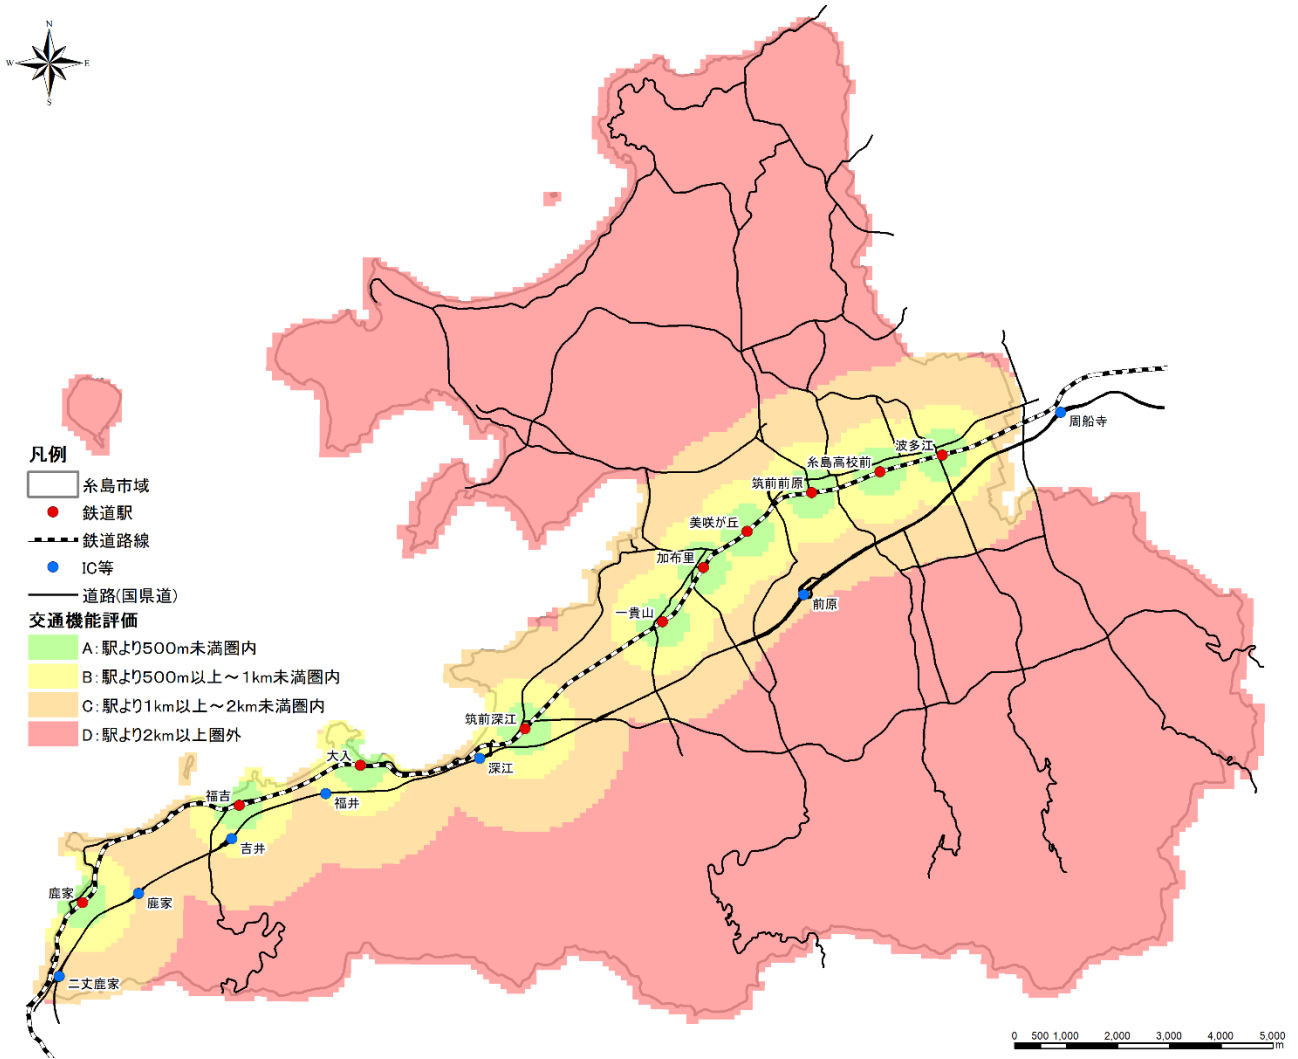 N
W
E
S
周船寺
波多江
糸島高校前
筑前前原
美咲が丘
加布里
前原
一貴山
筑前深江
深江
大入
福井
福吉
吉井
鹿家
鹿家
二丈鹿家
凡例
糸島市域
鉄道駅
鉄道路線
IC等
道路(国県道)
交通機能評価
A:駅より500m未満圏内
B:駅より500m以上~1km未満圏内
C:駅より1km以上~2km未満圏内
D:駅より2km以上圏外
0 500 1,000 2,000 3,000 4,000 5,000
m